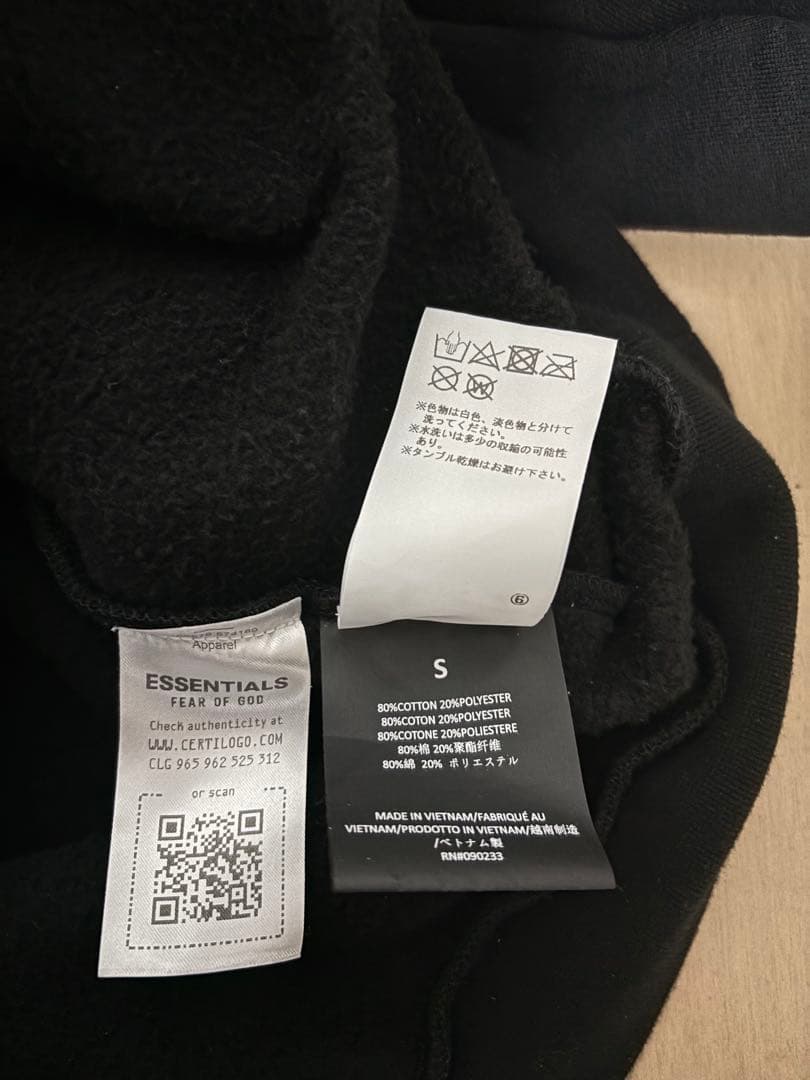 ※色物は白色、淡色物と分けて
洗ってください。
※水洗いは多少の収縮の可能性
あり。
※タンブル乾燥はお避け下さい。
⑥
Apparel
ESSENTIALS
FEAR OF GOD
Check authenticity at
WWW.CERTILOGO.COM
CLG 965 962 525 312
or scan
S
80%COTTON 20%POLYESTER
80%COTON 20%POLYESTER
80%COTONE 20%POLIESTERE
80%棉 20%聚酯纤维
80%綿 20% ポリエステル
MADE IN VIETNAM/FABRIQUÉ AU
VIETNAM/PRODOTTO IN VIETNAM/越南制造
/ベトナム製
RN#090233